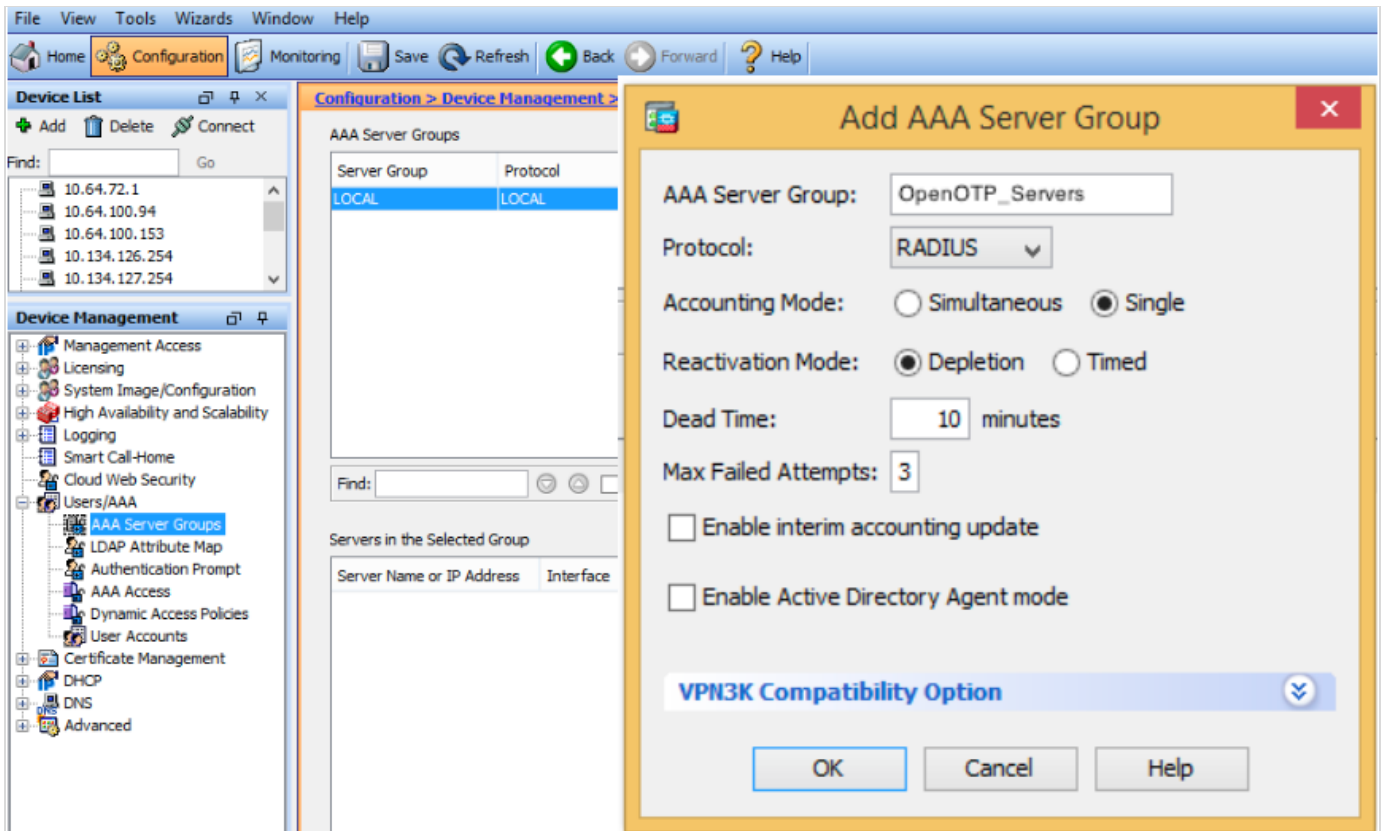 File View Tools Wizards Window Help
Home Configuration Monitoring Save Refresh Back Forward Help
Device List
Add Delete Connect
Find: Go
10.64.72.1
10.64.100.94
10.64.100.153
10.134.126.254
10.134.127.254
Device Management
Management Access
Licensing
System Image/Configuration
High Availability and Scalability
Logging
Smart Call-Home
Cloud Web Security
Users/AAA
AAA Server Groups
LDAP Attribute Map
Authentication Prompt
AAA Access
Dynamic Access Policies
User Accounts
Certificate Management
DHCP
DNS
Advanced
Configuration > Device Management >
AAA Server Groups
Server Group Protocol
LOCAL LOCAL
Find:
Servers in the Selected Group
Server Name or IP Address Interface
Add AAA Server Group
AAA Server Group: OpenOTP_Servers
Protocol: RADIUS
Accounting Mode: Simultaneous Single
Reactivation Mode: Depletion Timed
Dead Time: 10 minutes
Max Failed Attempts: 3
Enable interim accounting update
Enable Active Directory Agent mode
VPN3K Compatibility Option
OK Cancel Help